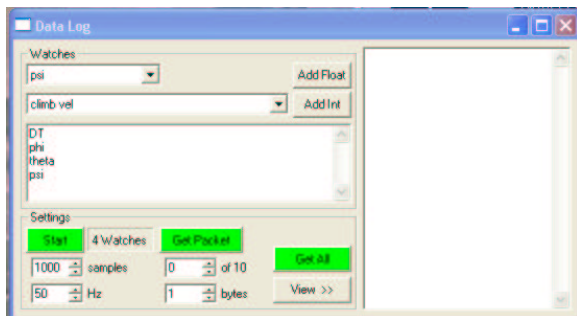 Data Log
Watches
psi
Add Float
climb vel
Add Int
DT
phi
theta
psi
Settings
Start
4 Watches
Get Packet
Get All
1000 samples
0 of 10
50 Hz
1 bytes
View >>